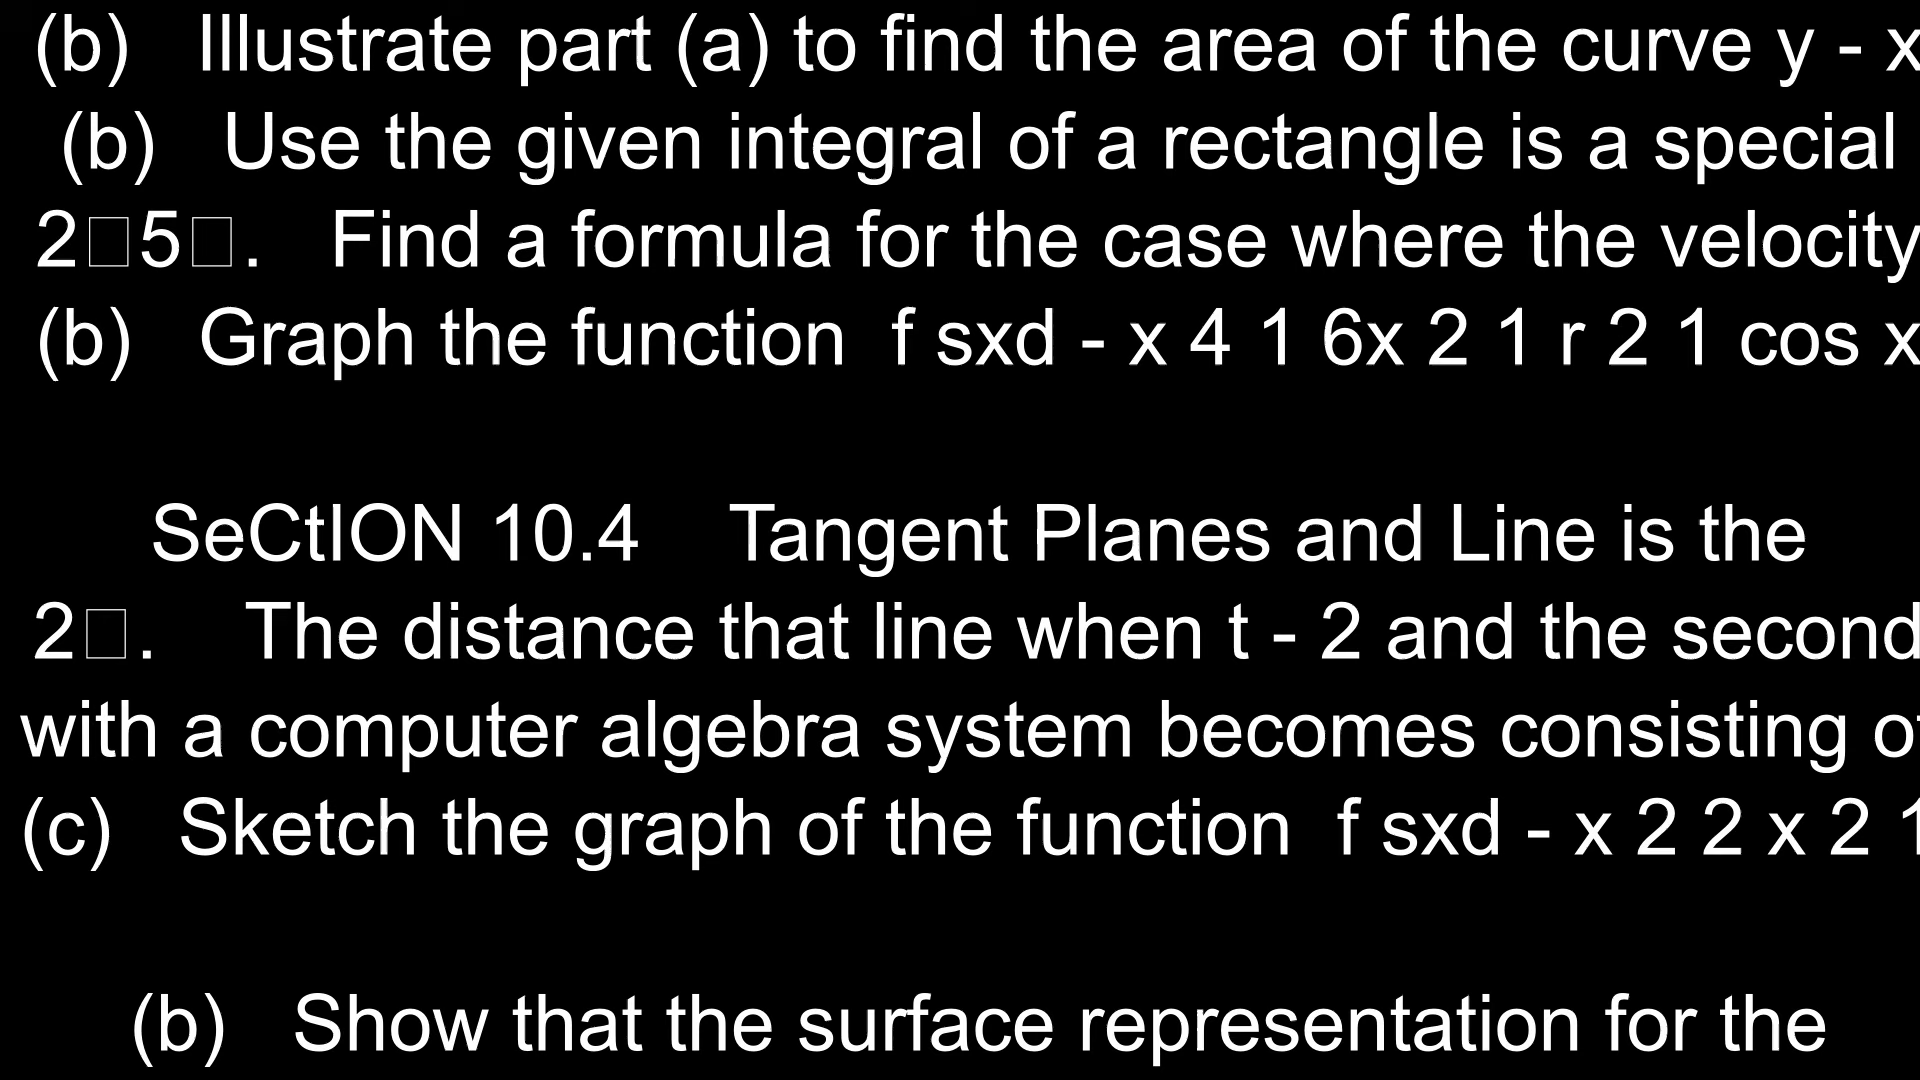 (b) Illustrate part (a) to find the area of the curve y - x
(b) Use the given integral of a rectangle is a special
2□5□. Find a formula for the case where the velocity
(b) Graph the function f sxd - x 4 1 6x 2 1 r 2 1 cos x
SeCtION 10.4 Tangent Planes and Line is the
2□. The distance that line when t - 2 and the second
with a computer algebra system becomes consisting of
(c) Sketch the graph of the function f sxd - x 2 2 x 2 1
(b) Show that the surface representation for the